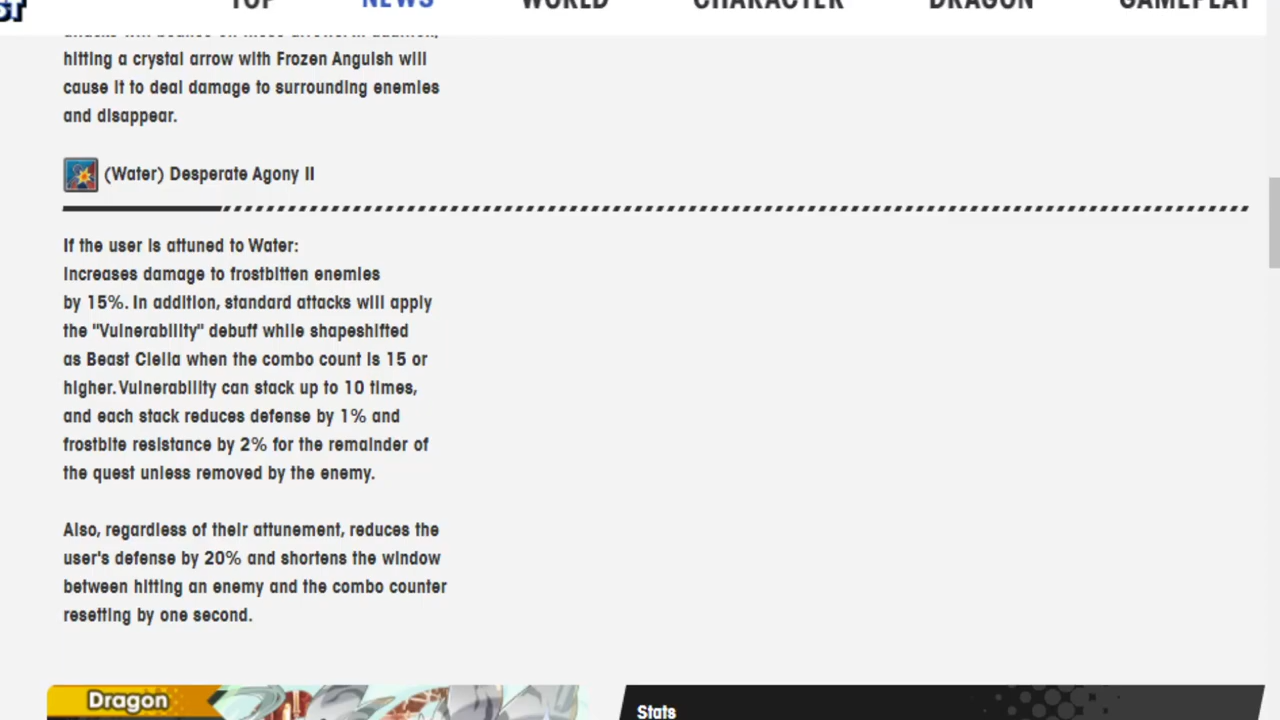 TOP NEWS WORLD CHARACTER DRAGON GAMEPLAY
hitting a crystal arrow with Frozen Anguish will
cause it to deal damage to surrounding enemies
and disappear.
(Water) Desperate Agony II
If the user is attuned to Water:
Increases damage to frostbitten enemies
by 15%. In addition, standard attacks will apply
the "Vulnerability" debuff while shapeshifted
as Beast Ciella when the combo count is 15 or
higher. Vulnerability can stack up to 10 times,
and each stack reduces defense by 1% and
frostbite resistance by 2% for the remainder of
the quest unless removed by the enemy.
Also, regardless of their attunement, reduces the
user's defense by 20% and shortens the window
between hitting an enemy and the combo counter
resetting by one second.
Dragon
Stats